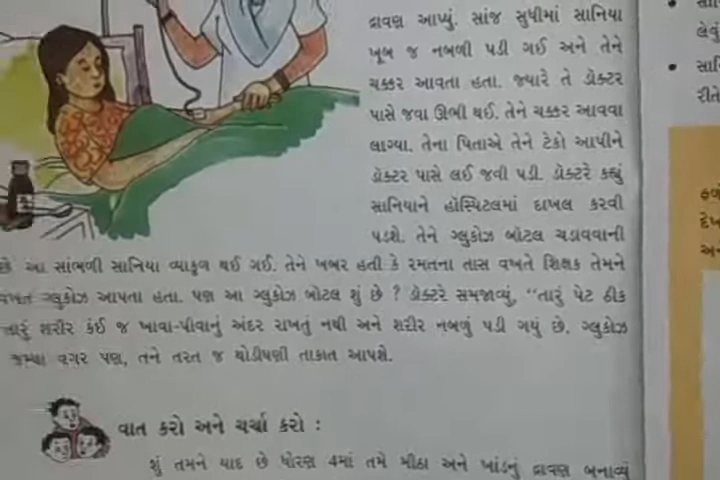 દ્રાવણ આપ્યું. સાંજ સુધીમાં સાનિયા
ખૂબ જ નબળી પડી ગઈ અને તેને
ચક્કર આવતા હતા. જ્યારે તે ડૉક્ટર
પાસે જવા ઊભી થઈ. તેને ચક્કર આવવા
લાગ્યા. તેના પિતાએ તેને ટેકો આપીને
ડૉક્ટર પાસે લઈ જવી પડી. ડૉક્ટરે કહ્યું
સાનિયાને હૉસ્પિટલમાં દાખલ કરવી
પડશે. તેને ગ્લુકોઝ બોટલ ચડાવવાની
છે આ સાંભળી સાનિયા વ્યાકુળ થઈ ગઈ. તેને ખબર હતી કે રમતના તાસ વખતે શિક્ષક તેમને
વખત ગ્લુકોઝ આપતા હતા. પણ આ ગ્લુકોઝ બોટલ શું છે ? ડૉક્ટરે સમજાવ્યું, “તારું પેટ ઠીક
તારું શરીર કંઈ જ ખાવા-પીવાનું અંદર રાખતું નથી અને શરીર નબળું પડી ગયું છે. ગ્લુકોઝ
જમ્યા વગર પણ, તને તરત જ થોડીઘણી તાકાત આપશે.
વાત કરો અને ચર્ચા કરો :
શું તમને યાદ છે ધોરણ 4માં તમે મીઠા અને ખાંડનું દ્રાવણ બનાવ્યું